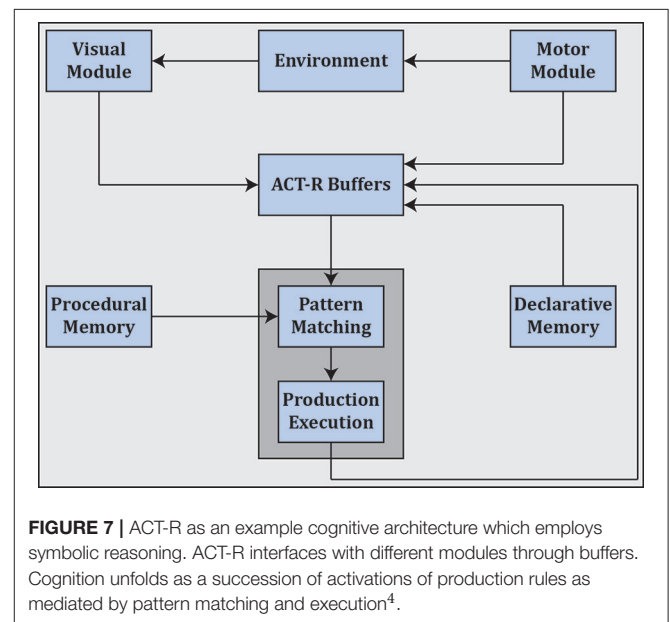 Visual
Module
Environment
Motor
Module
ACT-R Buffers
Procedural
Memory
Pattern
Matching
Declarative
Memory
Production
Execution
FIGURE 7 | ACT-R as an example cognitive architecture which employs
symbolic reasoning. ACT-R interfaces with different modules through buffers.
Cognition unfolds as a succession of activations of production rules as
mediated by pattern matching and execution⁴.